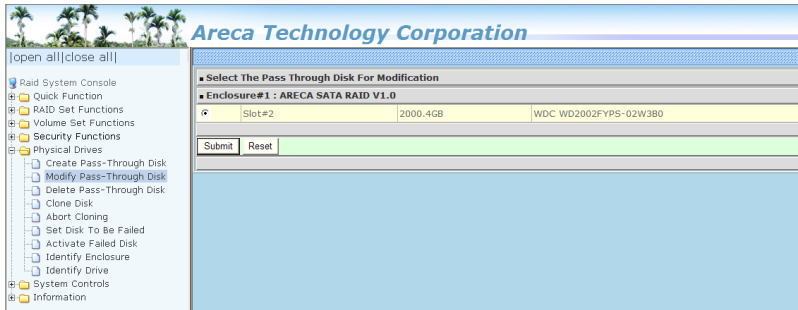 Areca Technology Corporation
|open all|close all|
Raid System Console
Quick Function
RAID Set Functions
Volume Set Functions
Security Functions
Physical Drives
Create Pass-Through Disk
Modify Pass-Through Disk
Delete Pass-Through Disk
Clone Disk
Abort Cloning
Set Disk To Be Failed
Activate Failed Disk
Identify Enclosure
Identify Drive
System Controls
Information
Select The Pass Through Disk For Modification
Enclosure#1 : ARECA SATA RAID V1.0
Slot#2 2000.4GB WDC WD2002FYPS-02W3B0
Submit Reset